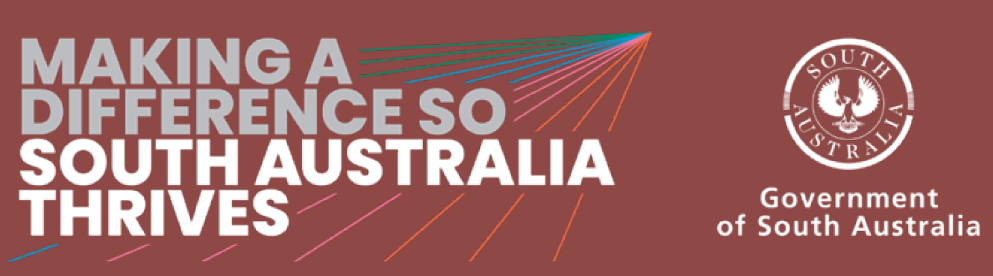 MAKING A
DIFFERENCE SO
SOUTH AUSTRALIA
THRIVES
SOUTH
AUSTRALIA
Government
of South Australia